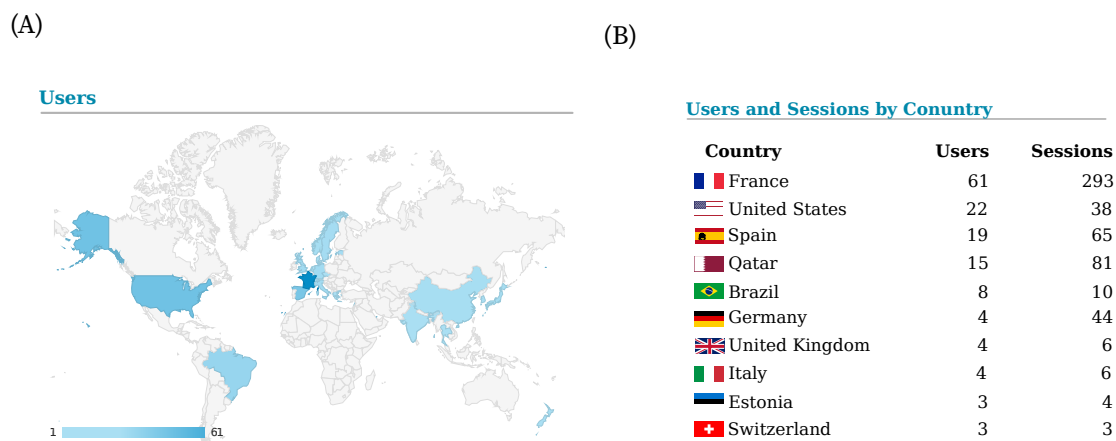 (A)
Users
1 61
(B)
Users and Sessions by Conuntry
Country Users Sessions
France 61 293
United States 22 38
Spain 19 65
Qatar 15 81
Brazil 8 10
Germany 4 44
United Kingdom 4 6
Italy 4 6
Estonia 3 4
Switzerland 3 3